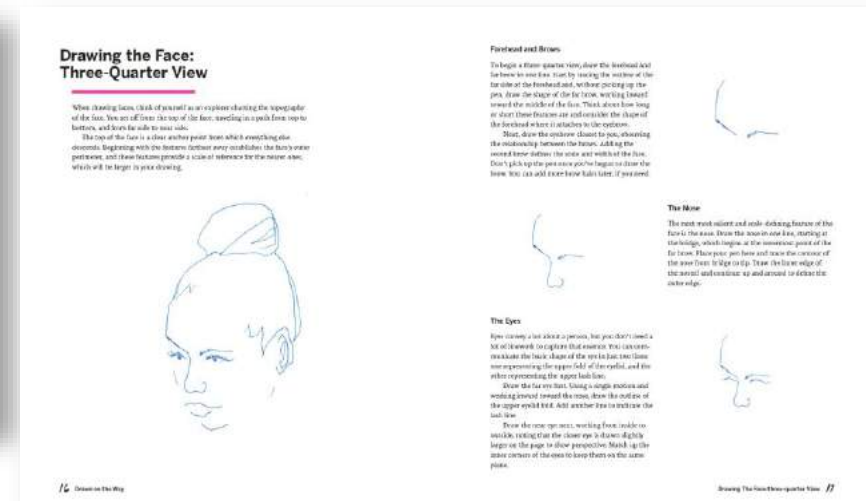 Drawing the Face:
Three-Quarter View
When drawing faces, think of yourself as an explorer charting the topography
of the face. You set off from the top of the face, traveling in a path from top to
bottom, and from far side to near side.
The top of the face is a clear anchor point from which everything else
descends. Beginning with the features farthest away establishes the face's outer
perimeter, and these features provide a scale of reference for the nearer ones,
which will be larger in your drawing.
16 Drawn on the Way
Forehead and Brows
To begin a three-quarter view, draw the forehead and
far brow in one line. Start by tracing the outline of the
far side of the forehead and, without picking up the
pen, draw the shape of the far brow, working inward
toward the middle of the face. Think about how long
or short these features are and consider the shape of
the forehead where it attaches to the eyebrow.
Next, draw the eyebrow closest to you, observing
the relationship between the two. Adding the
second brow defines the scale and width of the face.
Don't pick up the pen once you've begun to draw the
brow. You can add more brow hairs later, if you need.
The Nose
The next most salient and scale-defining feature of the
face is the nose. Draw the nose in one line, starting at
the bridge, which begins at the innermost point of the
far brow. Place your pen here and trace the contour of
the nose from bridge to tip. Draw the outer edge of
the nostril and continue up and around to define the
outer edge.
The Eyes
Eyes convey a lot about a person, but you don't need a
lot of linework to capture that essence. You can com-
municate the basic shape of the eye in just two lines:
one representing the upper fold of the eyelid, and the
other representing the upper lash line.
Draw the far eye first. Using a single motion and
working inward toward the nose, draw the outline of
the upper eyelid fold. Add another line to indicate the
lash line.
Draw the near eye next, working from inside to
outside, noting that the closer eye is drawn slightly
larger on the page to show perspective. Match up the
inner corners of the eyes to keep them on the same
plane.
Drawing The Face: Three-quarter View 17